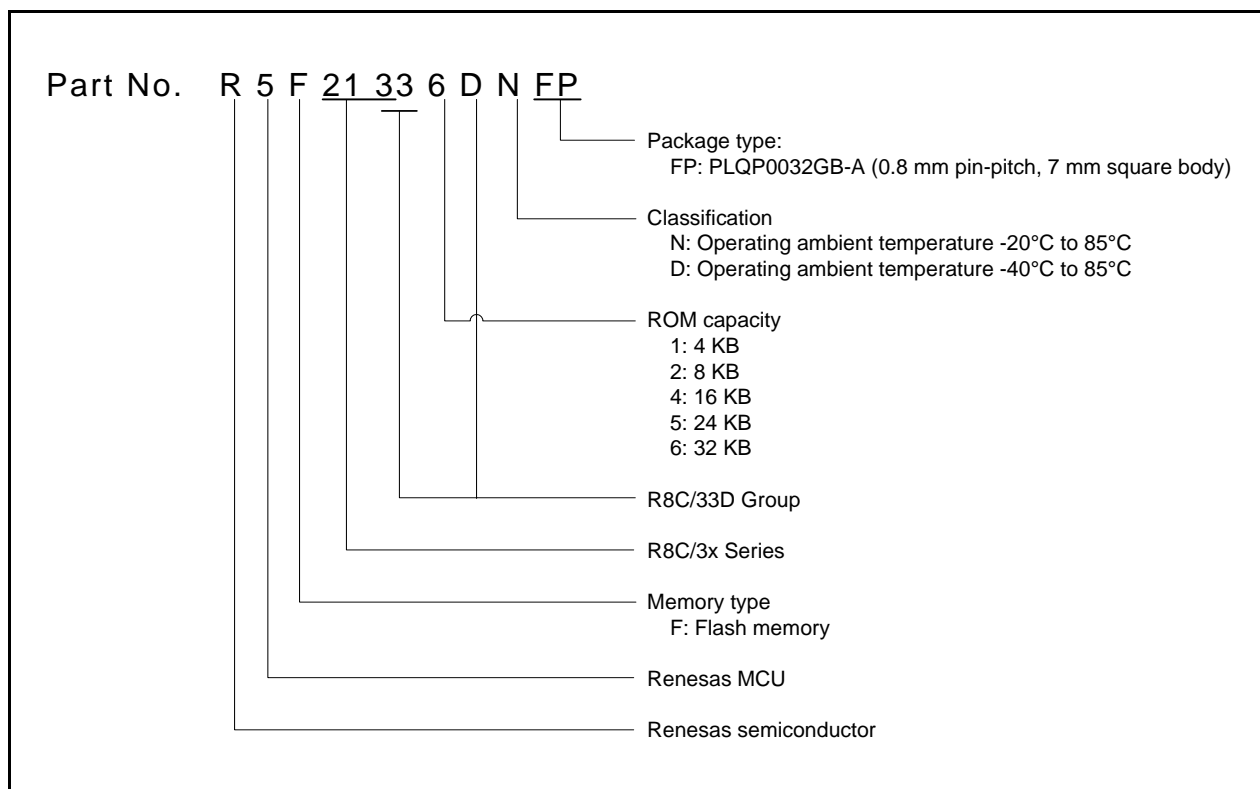 Part No. R 5 F 21 33 6 D N FP
Package type:
FP: PLQP0032GB-A (0.8 mm pin-pitch, 7 mm square body)
Classification
N: Operating ambient temperature -20°C to 85°C
D: Operating ambient temperature -40°C to 85°C
ROM capacity
1: 4 KB
2: 8 KB
4: 16 KB
5: 24 KB
6: 32 KB
R8C/33D Group
R8C/3x Series
Memory type
F: Flash memory
Renesas MCU
Renesas semiconductor